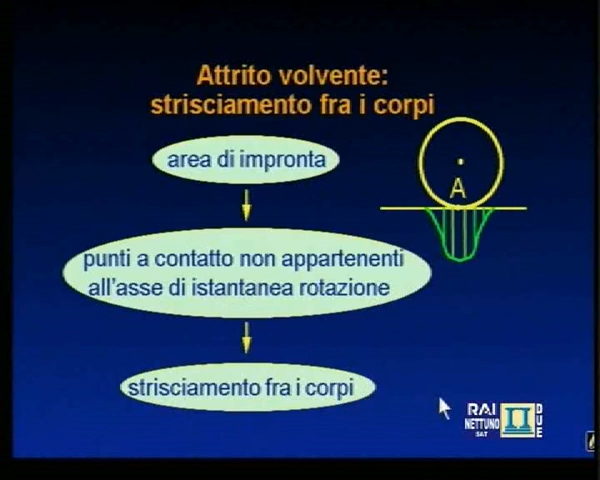 Attrito volvente:
strisciamento fra i corpi
area di impronta
A
punti a contatto non appartenenti
all'asse di istantanea rotazione
strisciamento fra i corpi
RAI
NETTUNO
SAT
DUE